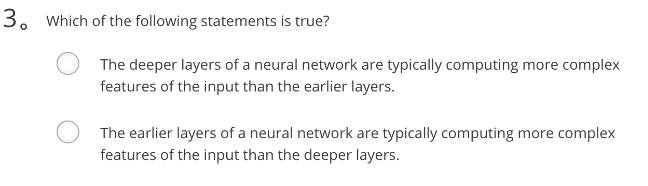 3. Which of the following statements is true?
The deeper layers of a neural network are typically computing more complex
features of the input than the earlier layers.
The earlier layers of a neural network are typically computing more complex
features of the input than the deeper layers.